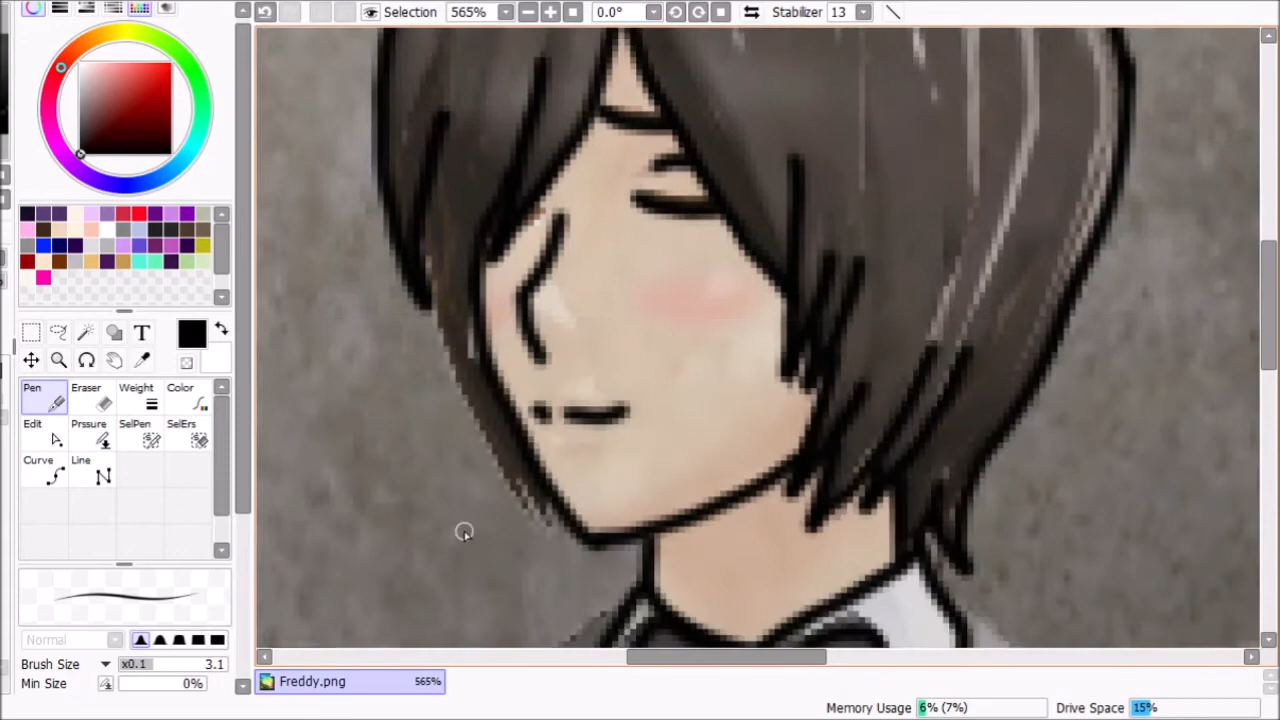 Selection 565% 0.0° Stabilizer 13
T
Pen Eraser Weight Color
Edit Prssure SelPen SelErs
Curve Line
Normal
Brush Size x0.1 3.1
Min Size 0%
Freddy.png 565%
Memory Usage 6% (7%) Drive Space 15%